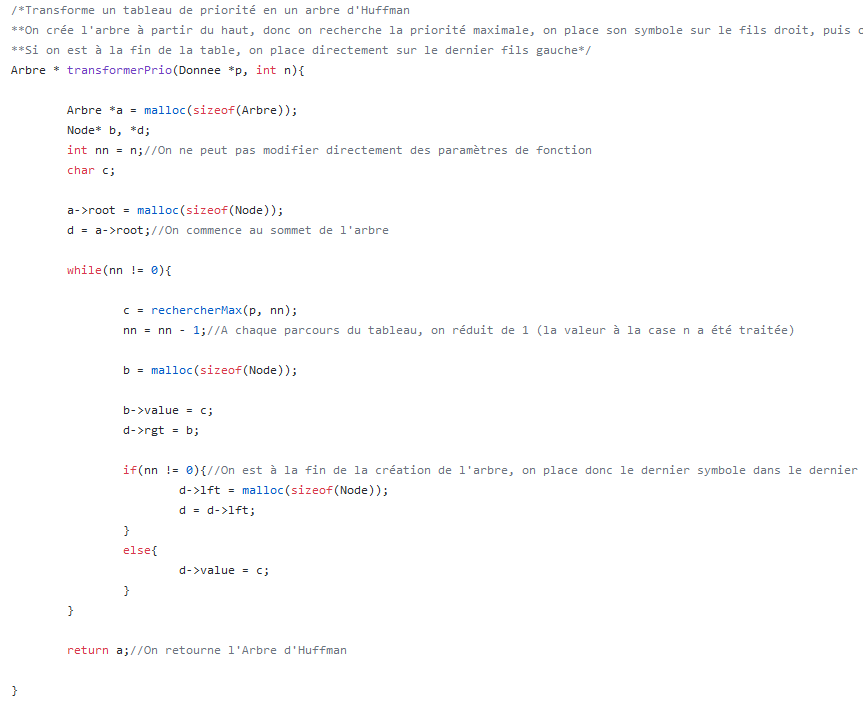 /*Transforme un tableau de priorité en un arbre d'Huffman
**On crée l'arbre à partir du haut, donc on recherche la priorité maximale, on place son symbole sur le fils droit, puis
**Si on est à la fin de la table, on place directement sur le dernier fils gauche*/
Arbre * transformerPrio(Donnee *p, int n){
Arbre *a = malloc(sizeof(Arbre));
Node* b, *d;
int nn = n;//On ne peut pas modifier directement des paramètres de fonction
char c;
a->root = malloc(sizeof(Node));
d = a->root;//On commence au sommet de l'arbre
while(nn != 0){
c = rechercherMax(p, nn);
nn = nn - 1;//A chaque parcours du tableau, on réduit de 1 (la valeur à la case n a été traitée)
b = malloc(sizeof(Node));
b->value = c;
d->rgt = b;
if(nn != 0){//On est à la fin de la création de l'arbre, on place donc le dernier symbole dans le dernier
d->lft = malloc(sizeof(Node));
d = d->lft;
}
else{
d->value = c;
}
}
return a;//On retourne l'Arbre d'Huffman
}